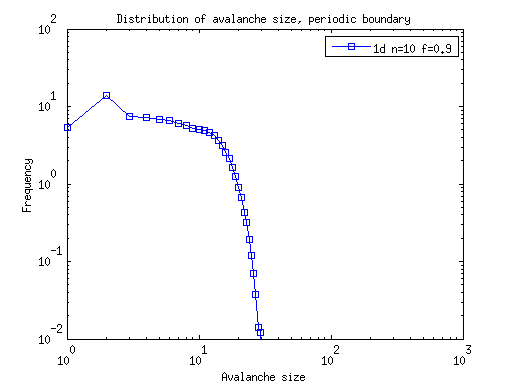 Distribution of avalanche size, periodic boundary
10^2
10^1
10^0
10^-1
10^-2
Frequency
1d n=10 f=0.9
10^0 10^1 10^2 10^3
Avalanche size